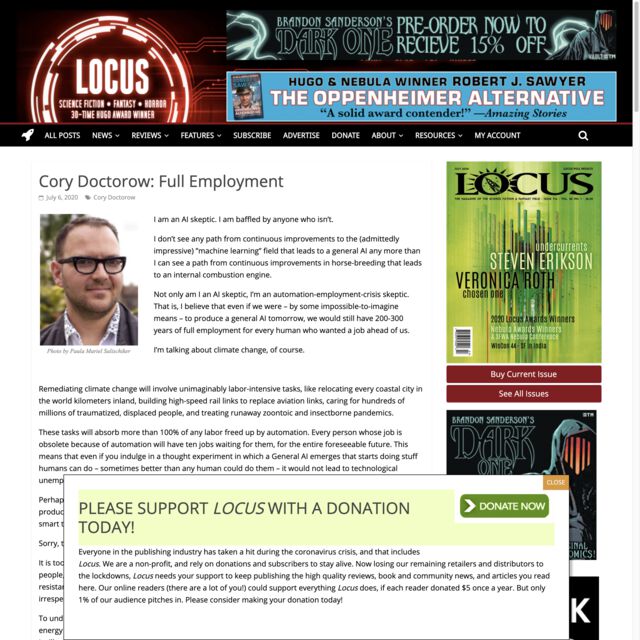 LOCUS
SCIENCE FICTION • FANTASY • HORROR
30-TIME HUGO AWARD WINNER
BRANDON SANDERSON'S
DARK ONE
PRE-ORDER NOW TO
RECIEVE 15% OFF
VAULT
HUGO & NEBULA WINNER ROBERT J. SAWYER
THE OPPENHEIMER ALTERNATIVE
“A solid award contender!” —Amazing Stories
ALL POSTS NEWS REVIEWS FEATURES SUBSCRIBE ADVERTISE DONATE ABOUT RESOURCES MY ACCOUNT
Cory Doctorow: Full Employment
July 6, 2020 Cory Doctorow
Photo by Paula Mariel Salischiker
I am an AI skeptic. I am baffled by anyone who isn’t.
I don’t see any path from continuous improvements to the (admittedly
impressive) “machine learning” field that leads to a general AI any more than
I can see a path from continuous improvements in horse-breeding that leads
to an internal combustion engine.
Not only am I an AI skeptic, I’m an automation-employment-crisis skeptic.
That is, I believe that even if we were – by some impossible-to-imagine
means – to produce a general AI tomorrow, we would still have 200-300
years of full employment for every human who wanted a job ahead of us.
I’m talking about climate change, of course.
Remediating climate change will involve unimaginably labor-intensive tasks, like relocating every coastal city in
the world kilometers inland, building high-speed rail links to replace aviation links, caring for hundreds of
millions of traumatized, displaced people, and treating runaway zoontoic and insectborne pandemics.
These tasks will absorb more than 100% of any labor freed up by automation. Every person whose job is
obsolete because of automation will have ten jobs waiting for them, for the entire foreseeable future. This
means that even if you indulge in a thought experiment in which a General AI emerges that starts doing stuff
humans can do – sometimes better than any human could do them – it would not lead to technological
unemp
Perhap
produc
smart t
Sorry, t
It is too
people,
resistar
irrespe
To und
energy
LOCUS
undercurrents
STEVEN ERIKSON
VERONICA ROTH
chosen one
2020 Locus Awards Winners
Nebula Awards Winners
& SFWA Nebula Conference
WisCon 44 • SF in India
Buy Current Issue
See All Issues
BRANDON SANDERSON'S
DARK ONE
CLOSE
PLEASE SUPPORT LOCUS WITH A DONATION
TODAY!
DONATE NOW
Everyone in the publishing industry has taken a hit during the coronavirus crisis, and that includes
Locus. We are a non-profit, and rely on donations and subscribers to stay alive. Now losing our remaining retailers and distributors to
the lockdowns, Locus needs your support to keep publishing the high quality reviews, book and community news, and articles you read
here. Our online readers (there are a lot of you!) could support everything Locus does, if each reader donated $5 once a year. But only
1% of our audience pitches in. Please consider making your donation today!
K